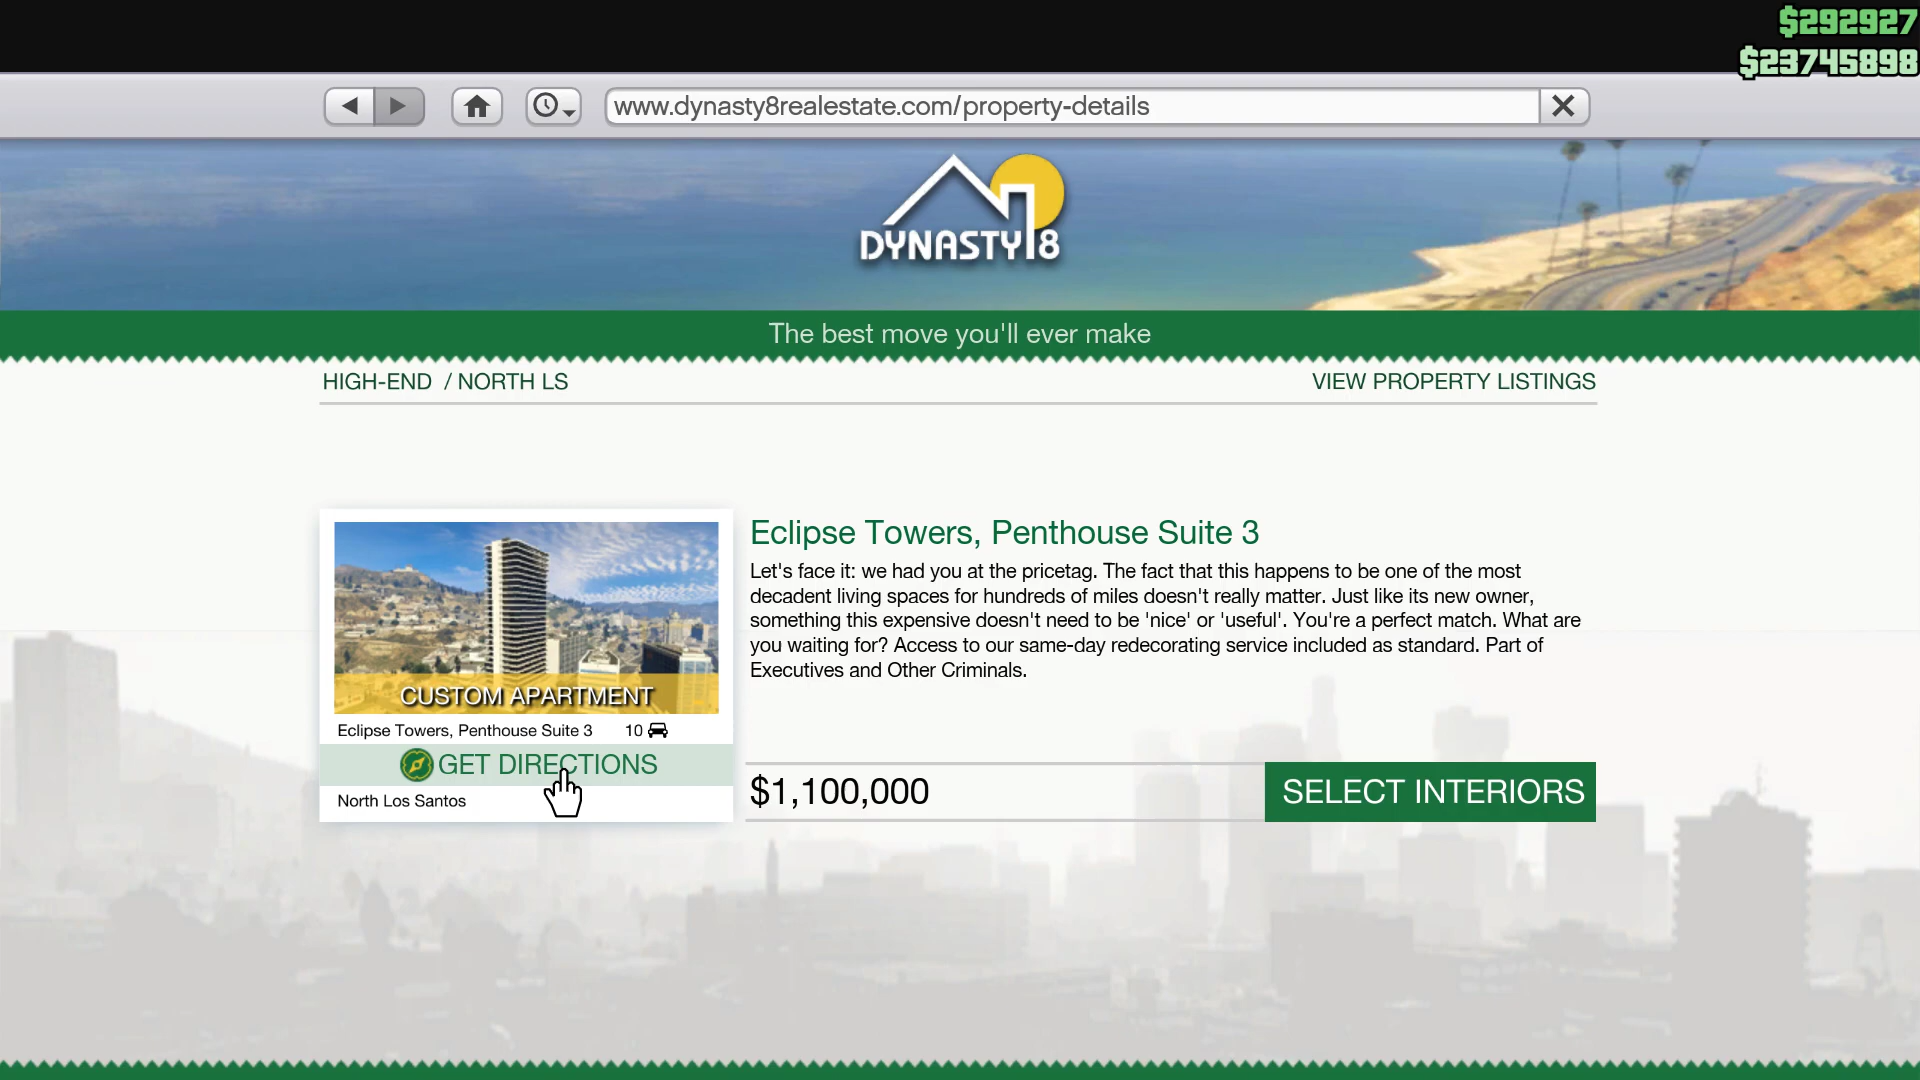 $292927
$23745898
www.dynasty8realestate.com/property-details
DYNASTY 8
The best move you'll ever make
HIGH-END / NORTH LS
VIEW PROPERTY LISTINGS
CUSTOM APARTMENT
Eclipse Towers, Penthouse Suite 3 10
GET DIRECTIONS
North Los Santos
Eclipse Towers, Penthouse Suite 3
Let's face it: we had you at the pricetag. The fact that this happens to be one of the most
decadent living spaces for hundreds of miles doesn't really matter. Just like its new owner,
something this expensive doesn't need to be 'nice' or 'useful'. You're a perfect match. What are
you waiting for? Access to our same-day redecorating service included as standard. Part of
Executives and Other Criminals.
$1,100,000
SELECT INTERIORS